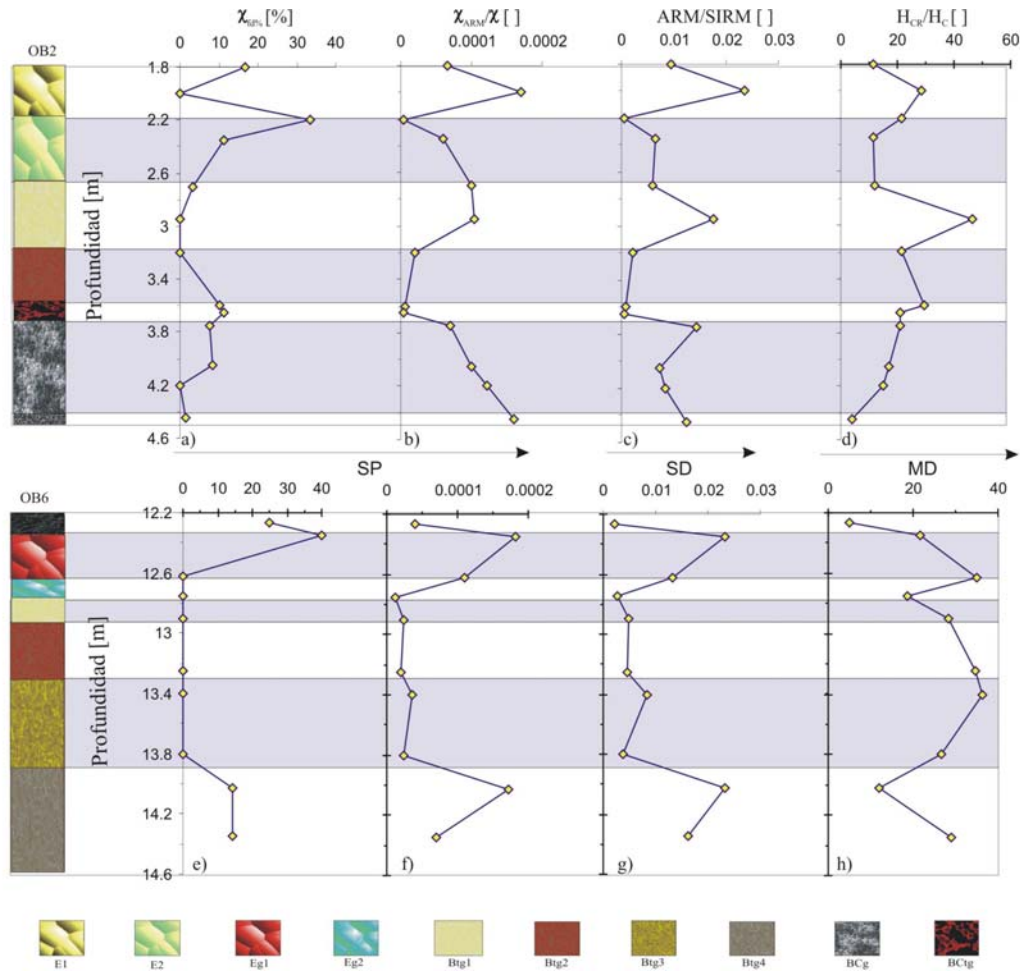 χfd% [%] χARM/χ [ ] ARM/SIRM [ ] HCR/HC [ ]
OB2
0 10 20 30 40 0 0.0001 0.0002 0 0.01 0.02 0.03 0 20 40 60
Profundidad [m]
1.8
2.2
2.6
3
3.4
3.8
4.2
4.6
a) b) c) d)
SP SD MD
OB6
0 10 20 30 40 0 0.0001 0.0002 0 0.01 0.02 0.03 0 20 40
Profundidad [m]
12.2
12.6
13
13.4
13.8
14.2
14.6
e) f) g) h)
E1 E2 Eg1 Eg2 Btg1 Btg2 Btg3 Btg4 BCg BCtg